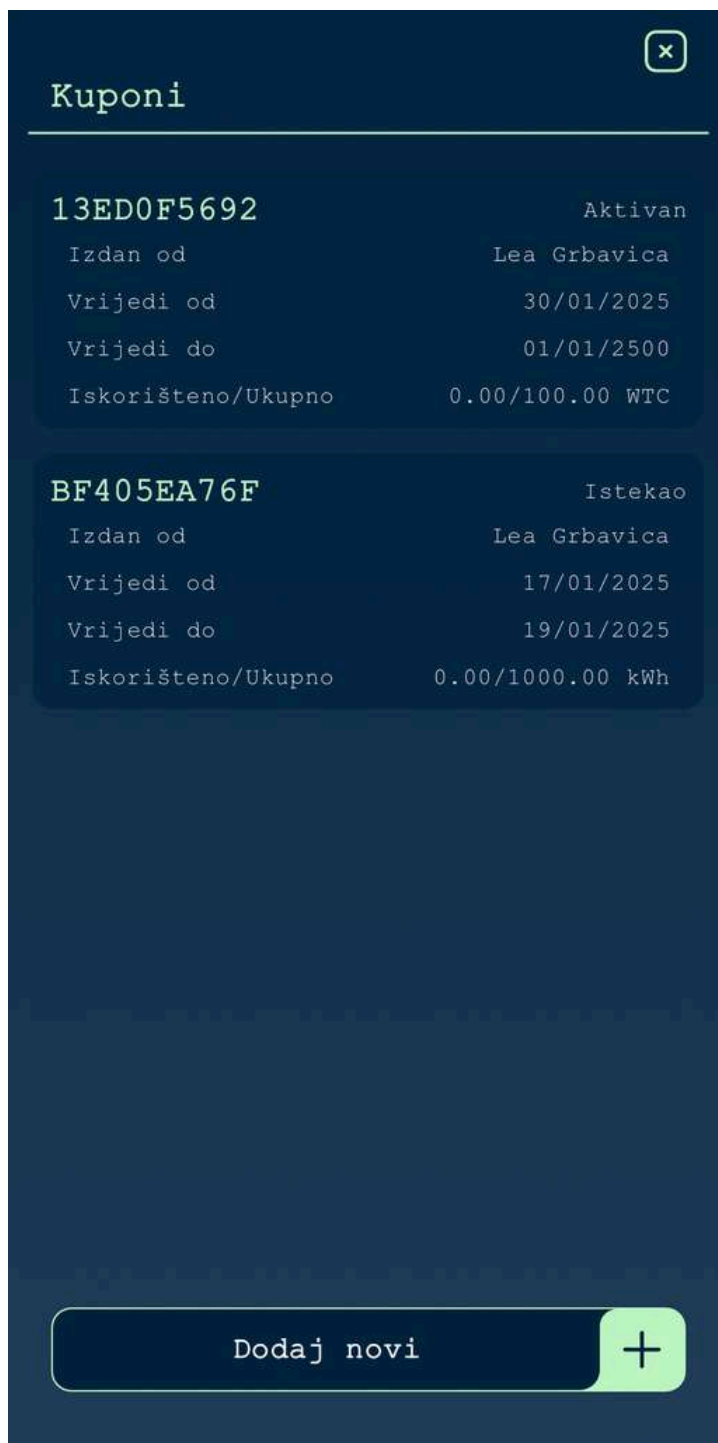 Kuponi
13ED0F5692 Aktivan
Izdan od Lea Grbavica
Vrijedi od 30/01/2025
Vrijedi do 01/01/2500
Iskorišteno/Ukupno 0.00/100.00 WTC
BF405EA76F Istekao
Izdan od Lea Grbavica
Vrijedi od 17/01/2025
Vrijedi do 19/01/2025
Iskorišteno/Ukupno 0.00/1000.00 kWh
Dodaj novi